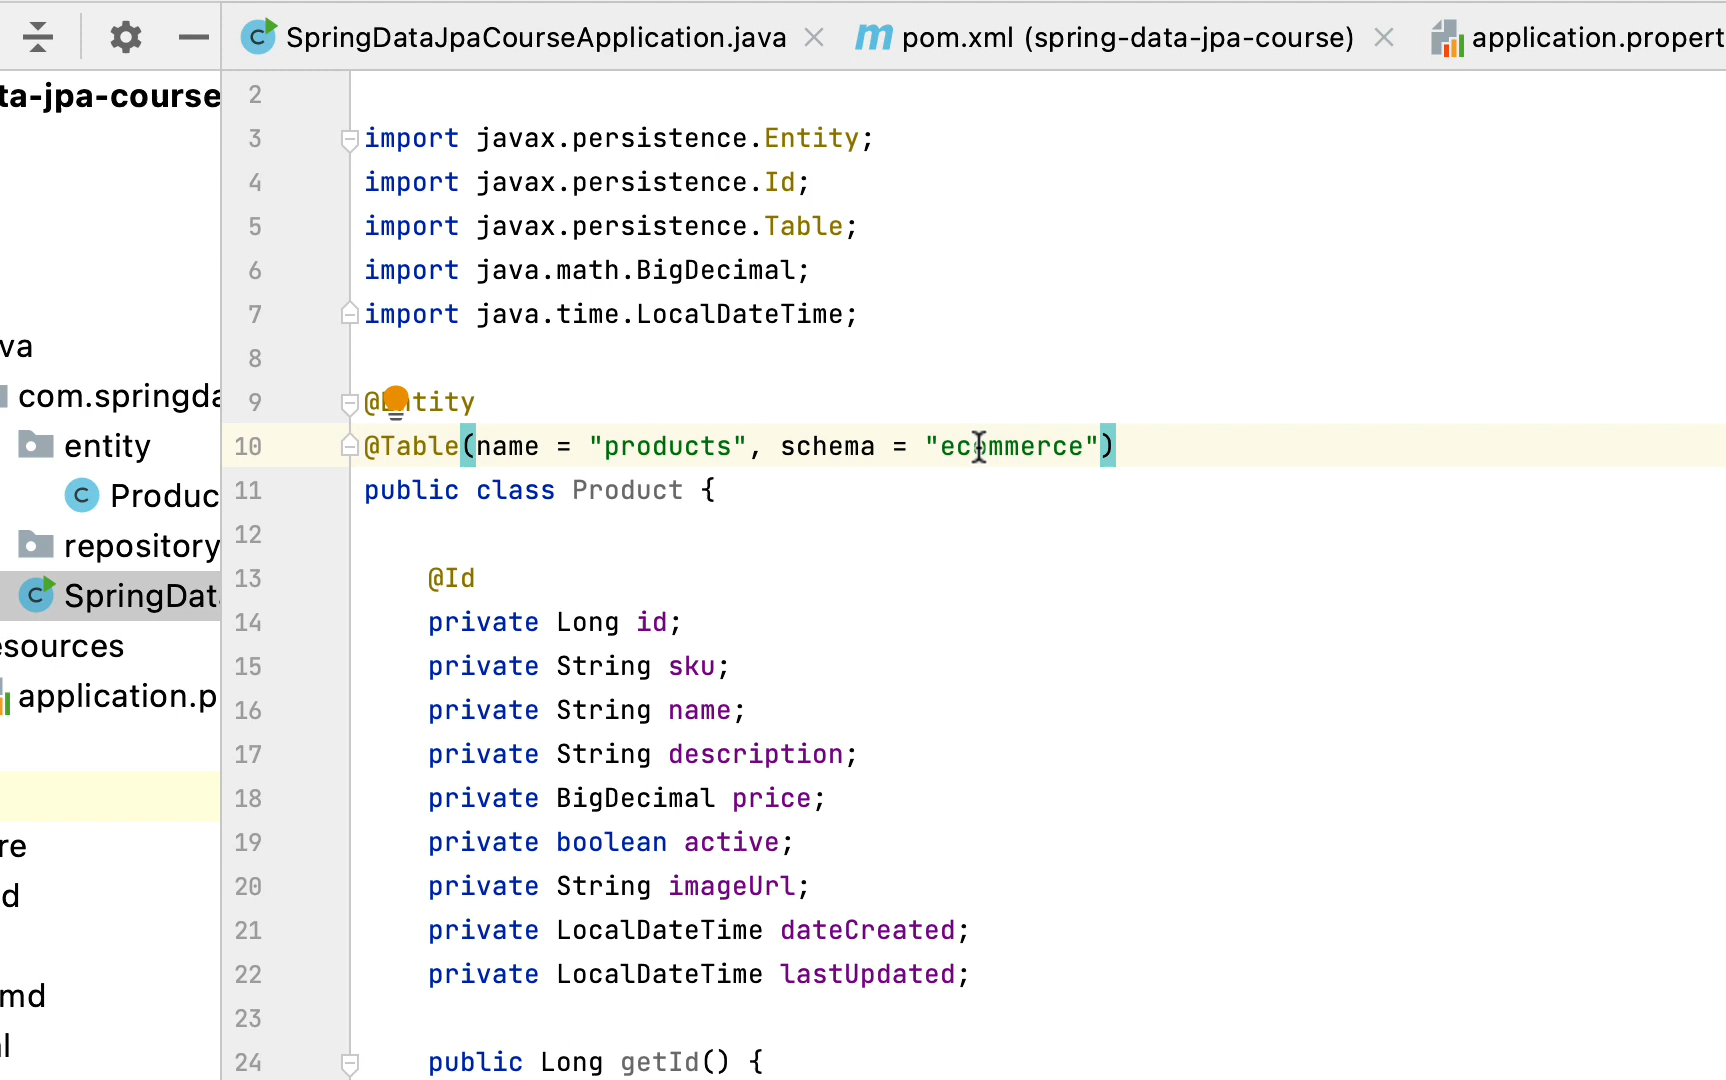 SpringDataJpaCourseApplication.java
pom.xml (spring-data-jpa-course)
application.propert
ta-jpa-course
va
com.springda
entity
C Produc
repository
C SpringDat
esources
application.p
re
d
md
l
2
3 import javax.persistence.Entity;
4 import javax.persistence.Id;
5 import javax.persistence.Table;
6 import java.math.BigDecimal;
7 import java.time.LocalDateTime;
8
9 @Entity
10 @Table(name = "products", schema = "ecommerce")
11 public class Product {
12
13 @Id
14 private Long id;
15 private String sku;
16 private String name;
17 private String description;
18 private BigDecimal price;
19 private boolean active;
20 private String imageUrl;
21 private LocalDateTime dateCreated;
22 private LocalDateTime lastUpdated;
23
24 public Long getId() {